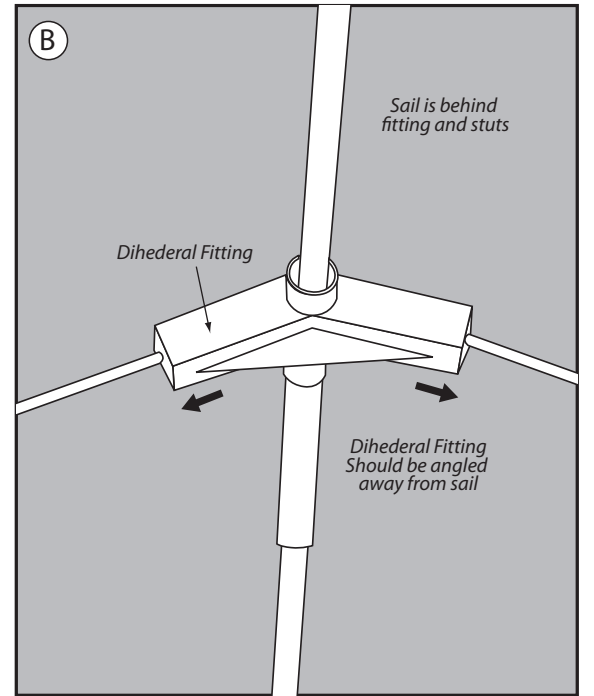 B
Sail is behind
fitting and stuts
Dihederal Fitting
Dihederal Fitting
Should be angled
away from sail